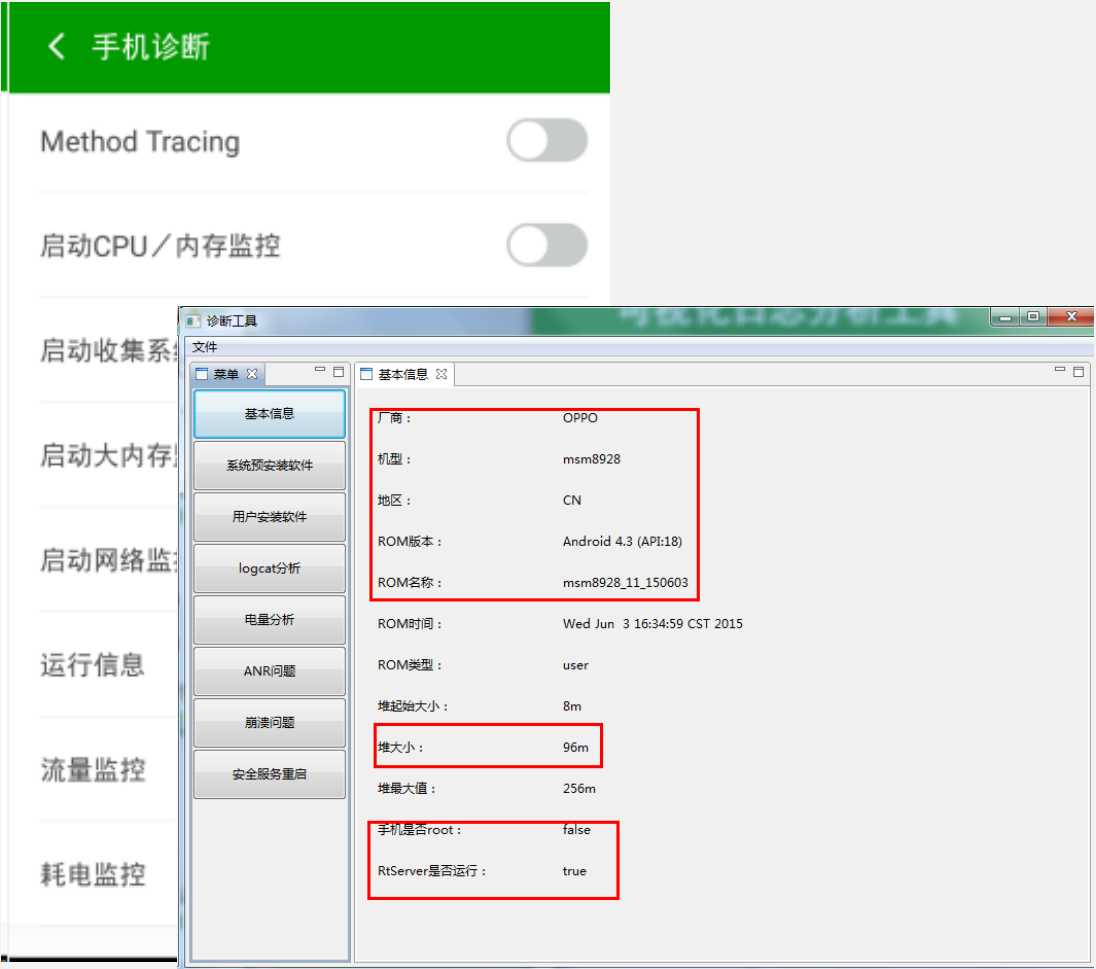 手机诊断
Method Tracing
启动CPU／内存监控
启动收集系
启动大内存
启动网络监
运行信息
流量监控
耗电监控
诊断工具
文件
菜单
基本信息
系统预安装软件
用户安装软件
logcat分析
电量分析
ANR问题
崩溃问题
安全服务重启
基本信息
厂商： OPPO
机型： msm8928
地区： CN
ROM版本： Android 4.3 (API:18)
ROM名称： msm8928_11_150603
ROM时间： Wed Jun  3 16:34:59 CST 2015
ROM类型： user
堆起始大小： 8m
堆大小： 96m
堆最大值： 256m
手机是否root： false
RtServer是否运行： true